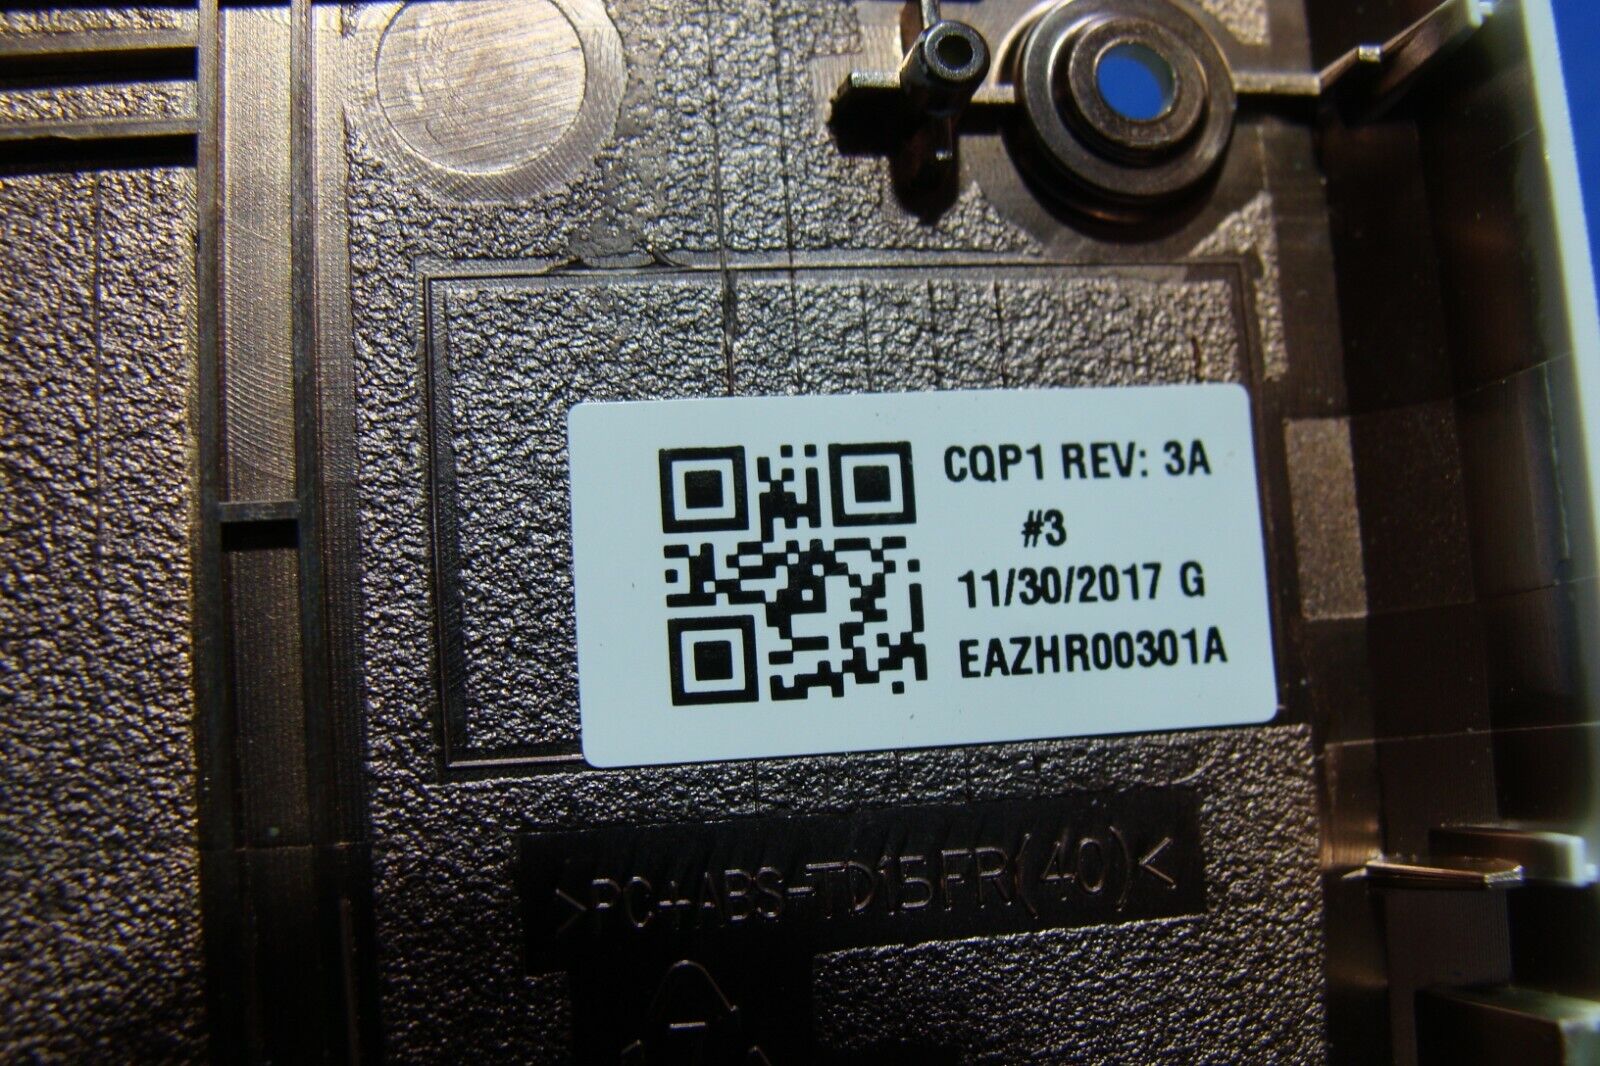 CQP1 REV: 3A
#3
11/30/2017 G
EAZHR00301A
>PC+ABS-TD15FR(40)<